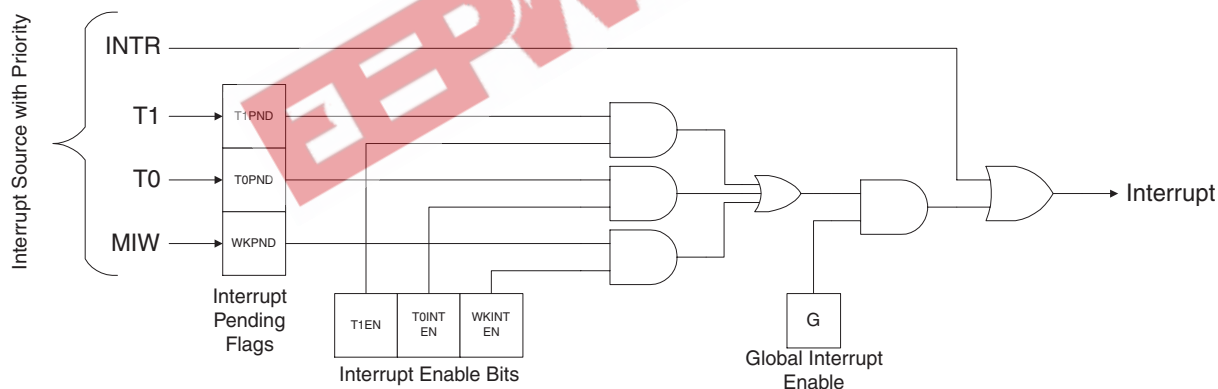 Interrupt Source with Priority
INTR
T1
T0
MIW
T1PND
T0PND
WKPND
Interrupt
Pending
Flags
T1EN
T0INT
EN
WKINT
EN
Interrupt Enable Bits
G
Global Interrupt
Enable
Interrupt